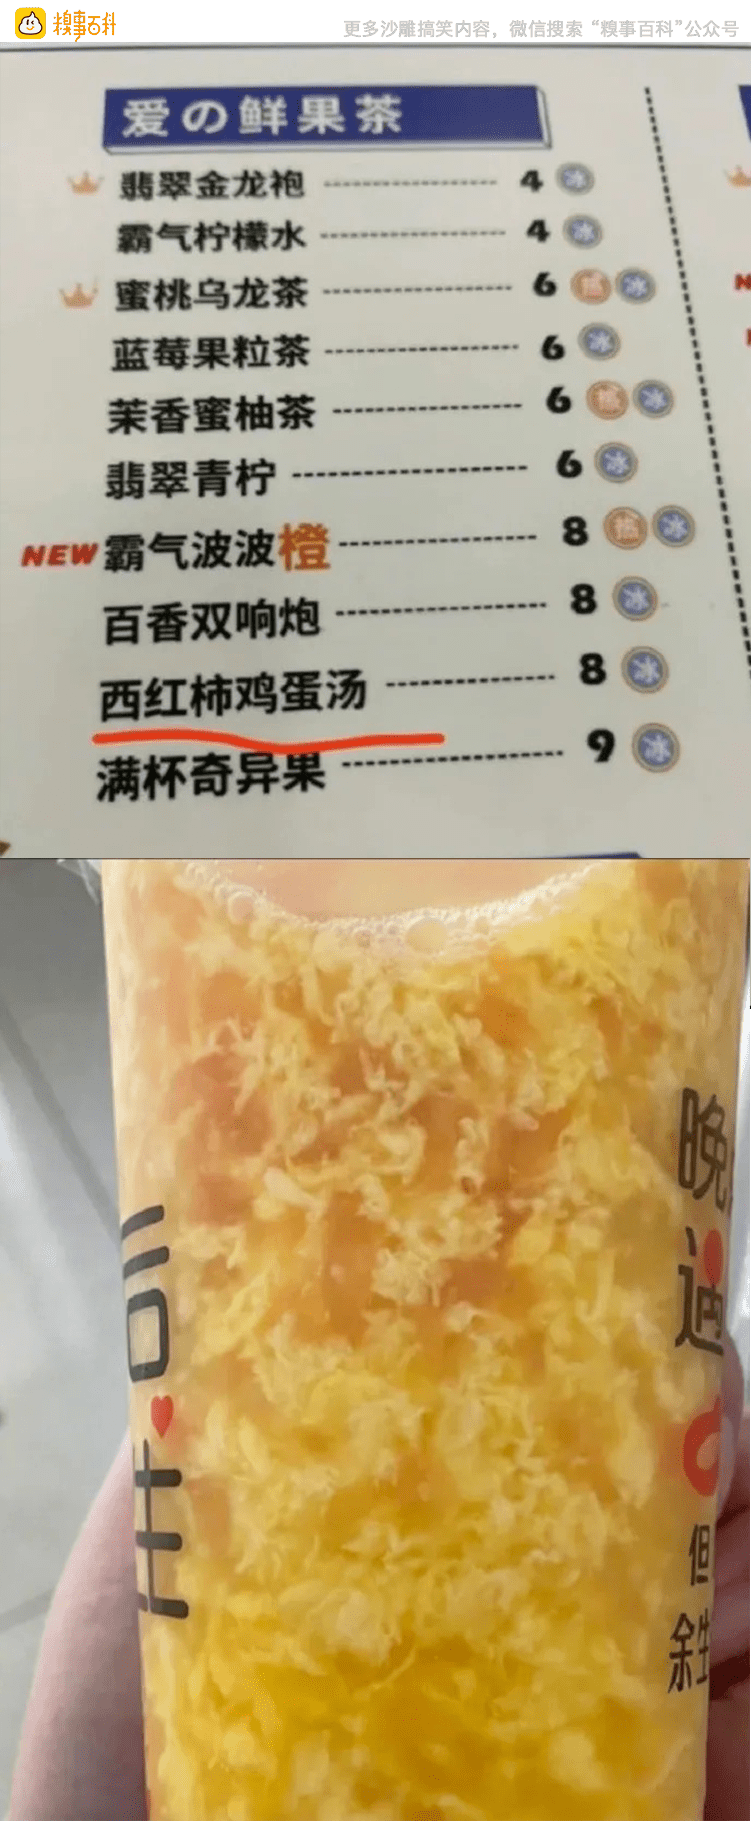 糗事百科
更多沙雕搞笑内容，微信搜索“糗事百科”公众号
爱の鲜果茶
翡翠金龙袍 4 冰
霸气柠檬水 4 冰
蜜桃乌龙茶 6 热 冰
蓝莓果粒茶 6 冰
茉香蜜柚茶 6 热 冰
翡翠青柠 6 冰
NEW 霸气波波橙 8 热 冰
百香双响炮 8 冰
西红柿鸡蛋汤 8 冰
满杯奇异果 9 冰
晚
遇
但
余生